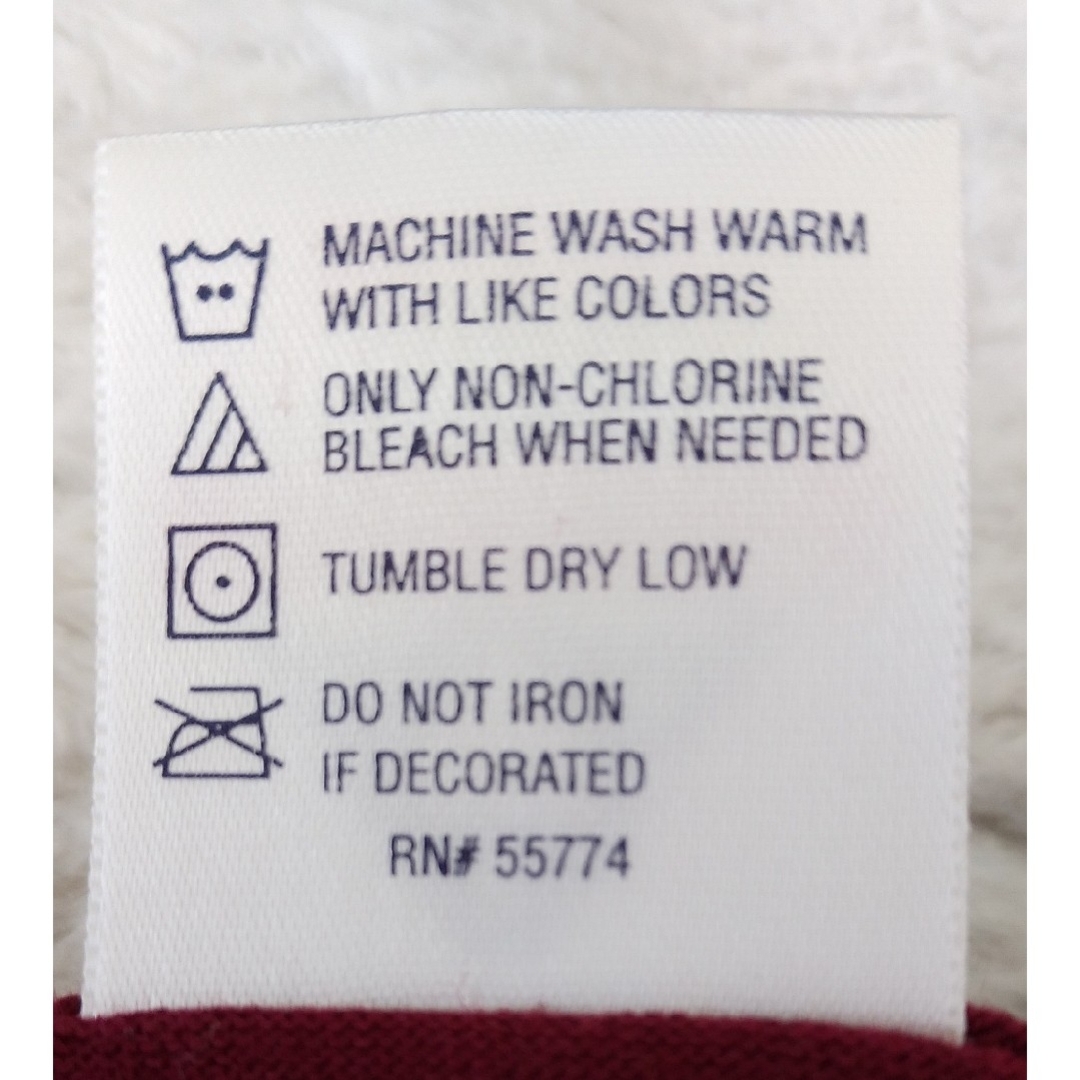 MACHINE WASH WARM
WITH LIKE COLORS
ONLY NON-CHLORINE
BLEACH WHEN NEEDED
TUMBLE DRY LOW
DO NOT IRON
IF DECORATED
RN# 55774